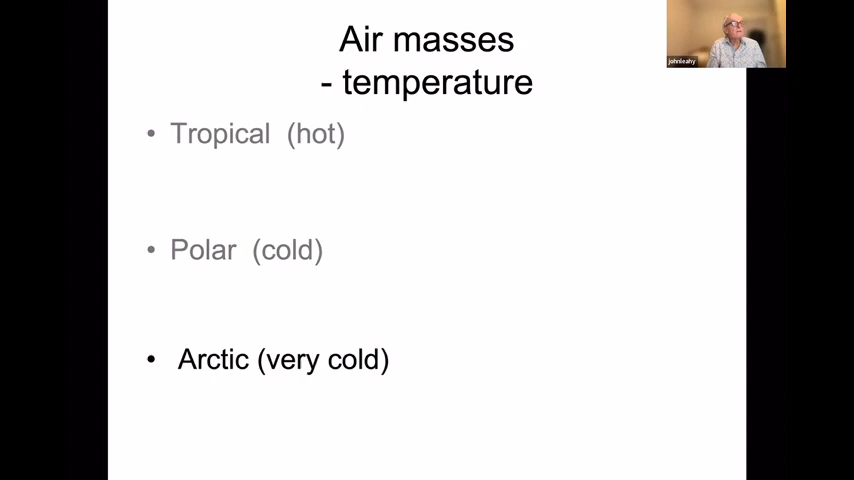 Air masses
- temperature
johnleahy
• Tropical (hot)
• Polar (cold)
• Arctic (very cold)